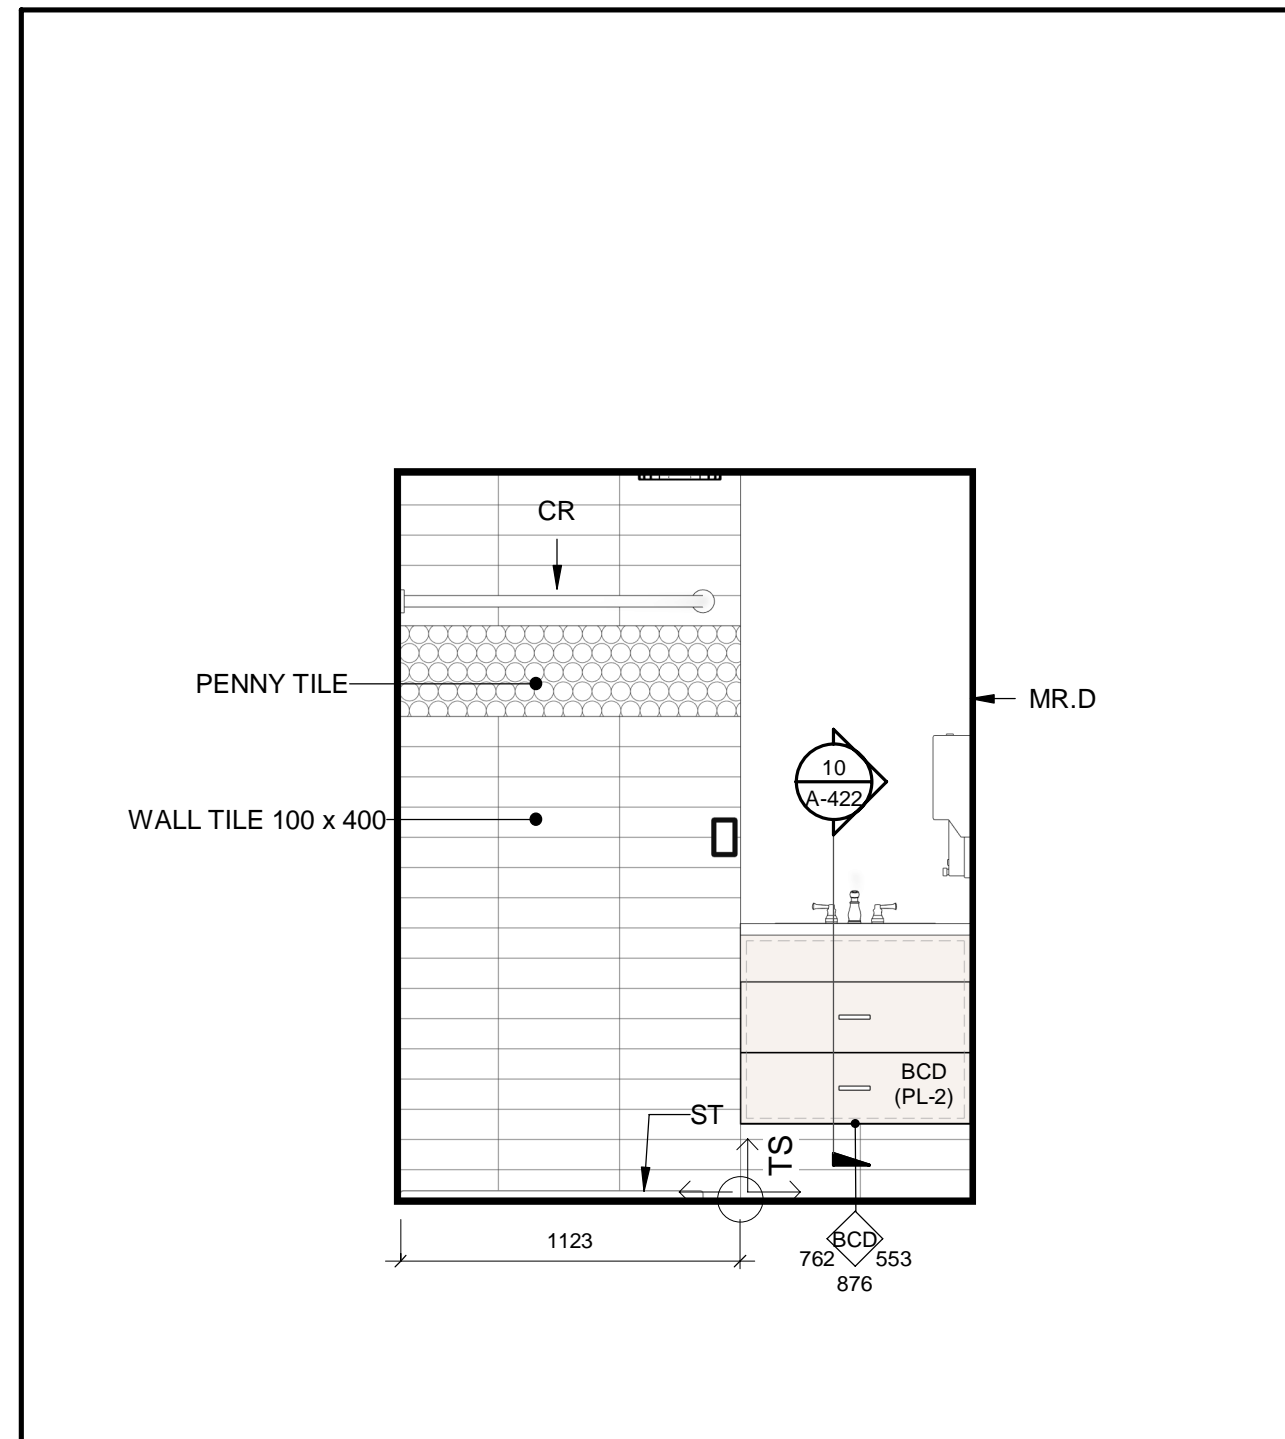 CR
PENNY TILE
MR.D
10
A-422
WALL TILE 100 x 400
BCD
(PL-2)
ST
TS
1123
BCD
762
553
876